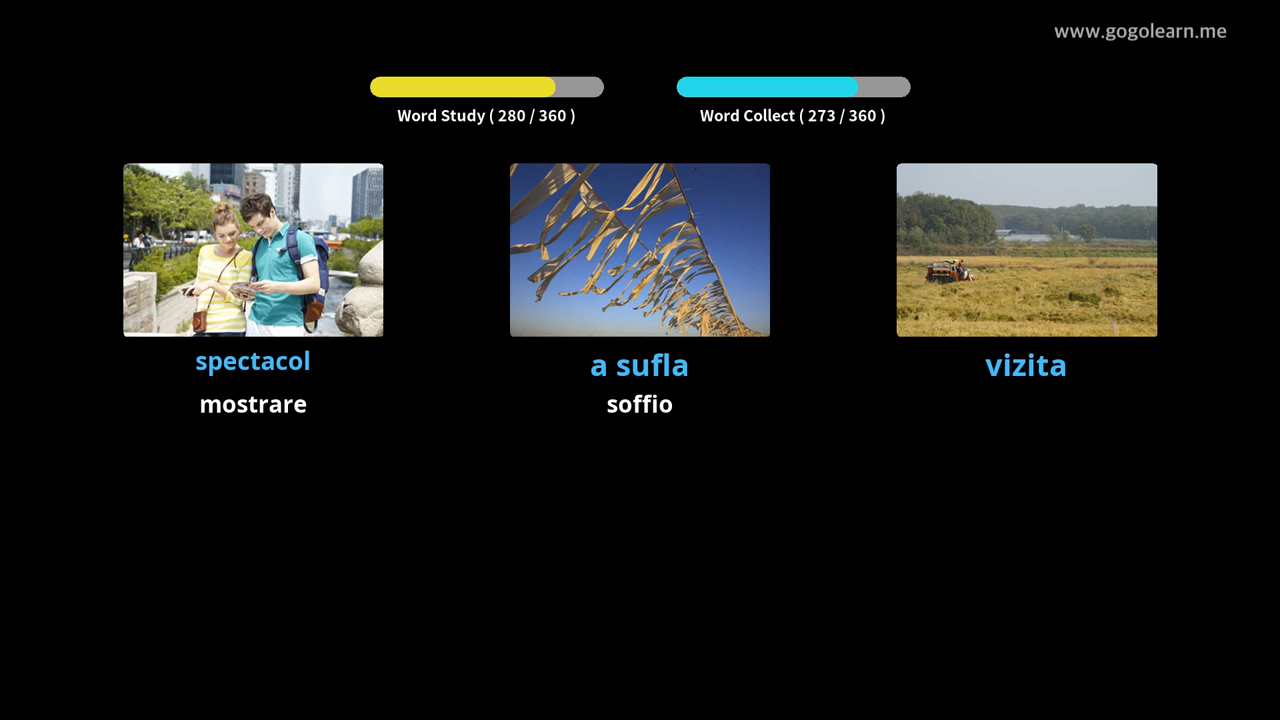 www.gogolearn.me
Word Study ( 280 / 360 )
Word Collect ( 273 / 360 )
spectacol
mostrare
a sufla
soffio
vizita